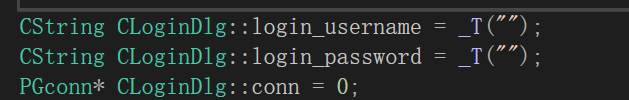 CString CLoginDlg::login_username = _T("");
CString CLoginDlg::login_password = _T("");
PGconn* CLoginDlg::conn = 0;